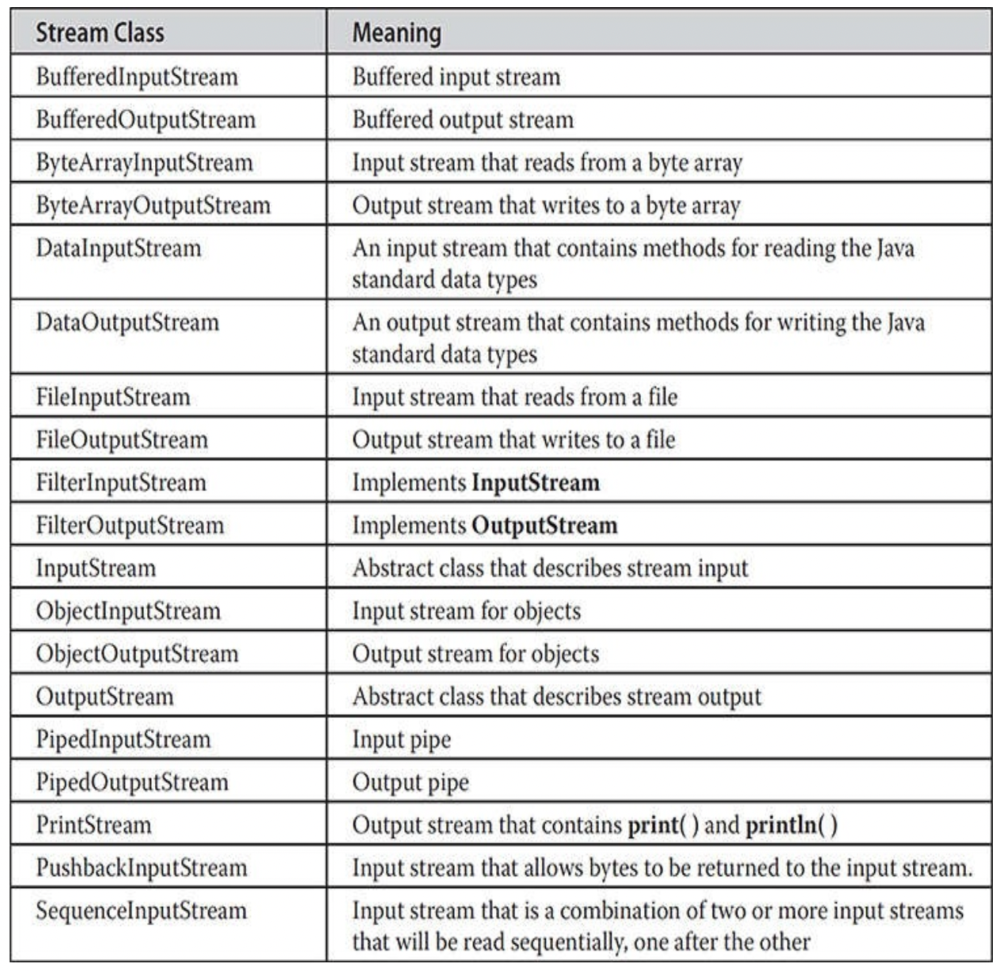 Stream Class Meaning
BufferedInputStream Buffered input stream
BufferedOutputStream Buffered output stream
ByteArrayInputStream Input stream that reads from a byte array
ByteArrayOutputStream Output stream that writes to a byte array
DataInputStream An input stream that contains methods for reading the Java
standard data types
DataOutputStream An output stream that contains methods for writing the Java
standard data types
FileInputStream Input stream that reads from a file
FileOutputStream Output stream that writes to a file
FilterInputStream Implements InputStream
FilterOutputStream Implements OutputStream
InputStream Abstract class that describes stream input
ObjectInputStream Input stream for objects
ObjectOutputStream Output stream for objects
OutputStream Abstract class that describes stream output
PipedInputStream Input pipe
PipedOutputStream Output pipe
PrintStream Output stream that contains print( ) and println( )
PushbackInputStream Input stream that allows bytes to be returned to the input stream.
SequenceInputStream Input stream that is a combination of two or more input streams
that will be read sequentially, one after the other